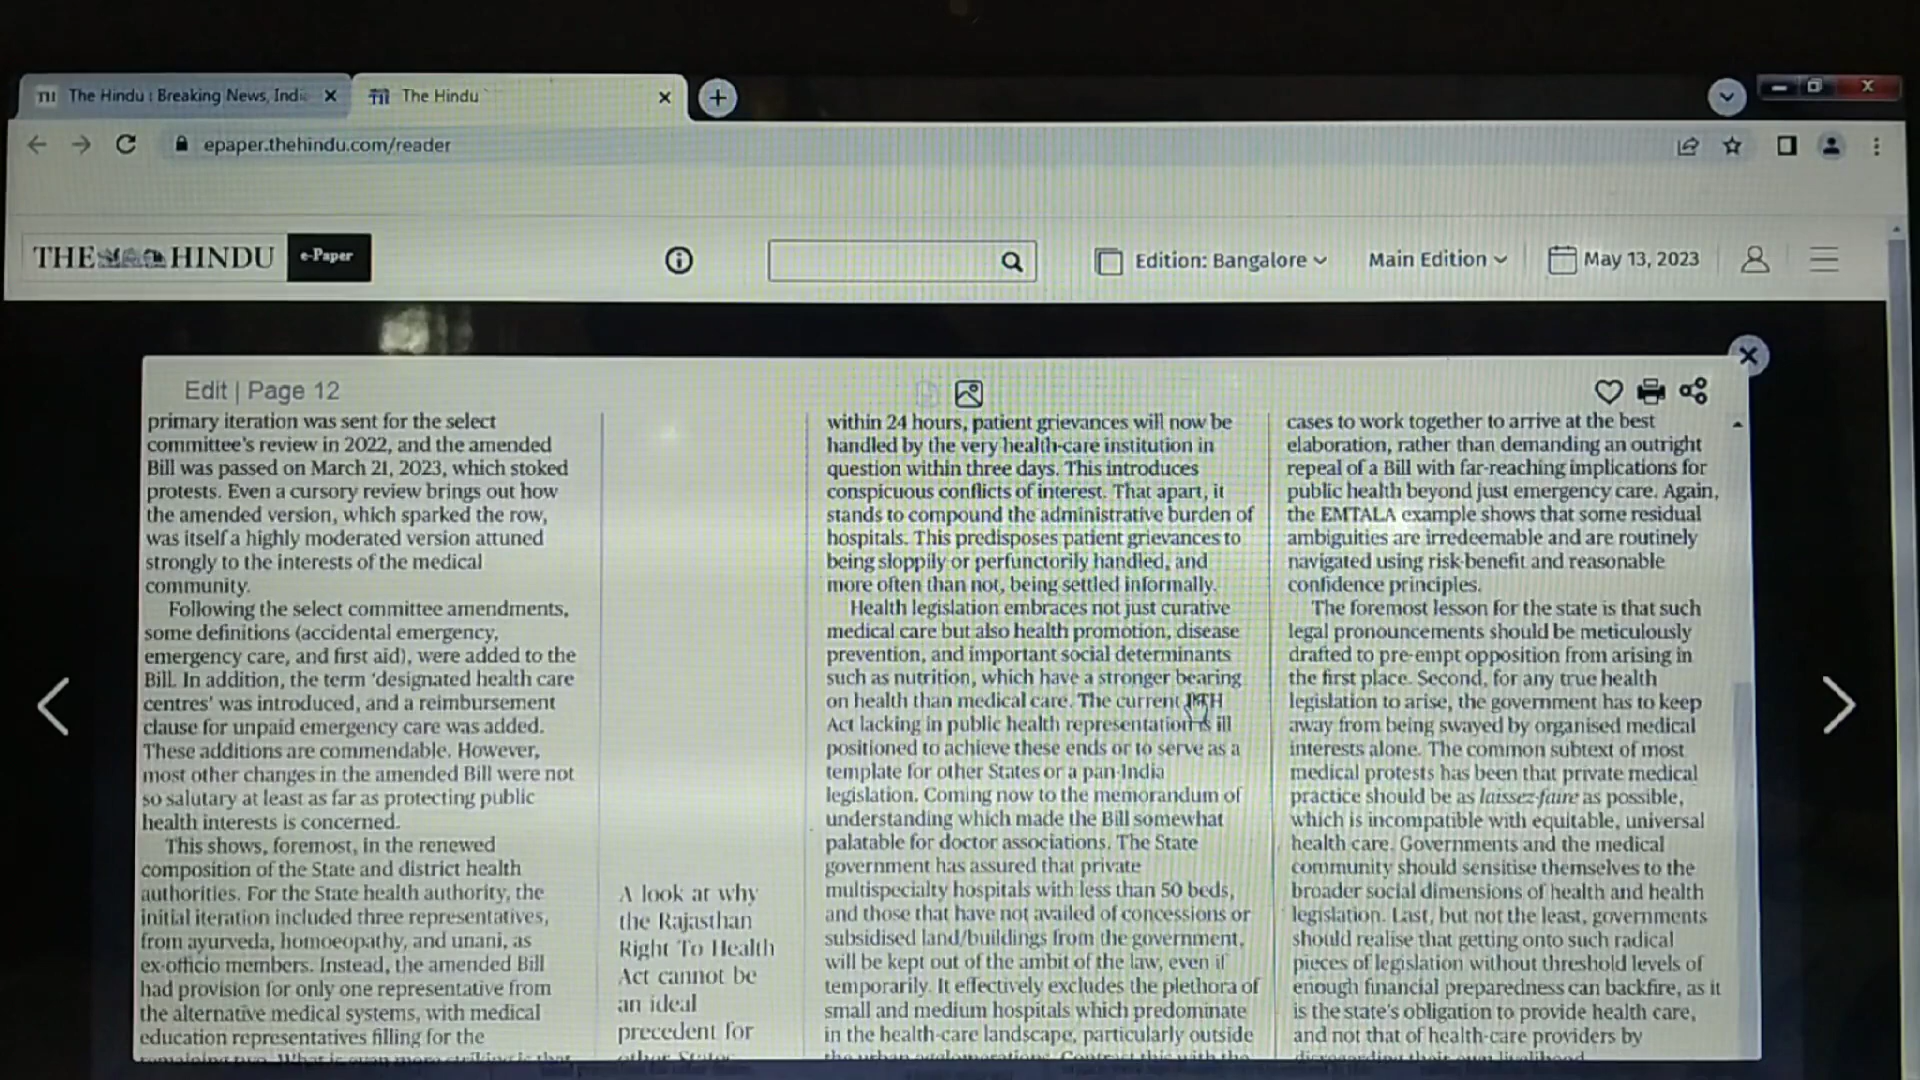 The Hindu : Breaking News, Indi
The Hindu
epaper.thehindu.com/reader
THE HINDU
e-Paper
Edition: Bangalore
Main Edition
May 13, 2023
Edit | Page 12
primary iteration was sent for the select
committee's review in 2022, and the amended
Bill was passed on March 21, 2023, which stoked
protests. Even a cursory review brings out how
the amended version, which sparked the row,
was itself a highly moderated version attuned
strongly to the interests of the medical
community.
Following the select committee amendments,
some definitions (accidental emergency,
emergency care, and first aid), were added to the
Bill. In addition, the term 'designated health care
centres' was introduced, and a reimbursement
clause for unpaid emergency care was added.
These additions are commendable. However,
most other changes in the amended Bill were not
so salutary at least as far as protecting public
health interests is concerned.
This shows, foremost, in the renewed
composition of the State and district health
authorities. For the State health authority, the
initial iteration included three representatives,
from ayurveda, homoeopathy, and unani, as
ex-officio members. Instead, the amended Bill
had provision for only one representative from
the alternative medical systems, with medical
education representatives filling for the
A look at why
the Rajasthan
Right To Health
Act cannot be
an ideal
precedent for
other States
within 24 hours, patient grievances will now be
handled by the very health-care institution in
question within three days. This introduces
conspicuous conflicts of interest. That apart, it
stands to compound the administrative burden of
hospitals. This predisposes patient grievances to
being sloppily or perfunctorily handled, and
more often than not, being settled informally.
Health legislation embraces not just curative
medical care but also health promotion, disease
prevention, and important social determinants
such as nutrition, which have a stronger bearing
on health than medical care. The current RTH
Act lacking in public health representation is ill
positioned to achieve these ends or to serve as a
template for other States or a pan-India
legislation. Coming now to the memorandum of
understanding which made the Bill somewhat
palatable for doctor associations. The State
government has assured that private
multispecialty hospitals with less than 50 beds,
and those that have not availed of concessions or
subsidised land/buildings from the government,
will be kept out of the ambit of the law, even if
temporarily. It effectively excludes the plethora of
small and medium hospitals which predominate
in the health-care landscape, particularly outside
the urban agglomerations. Contrast this with the
cases to work together to arrive at the best
elaboration, rather than demanding an outright
repeal of a Bill with far-reaching implications for
public health beyond just emergency care. Again,
the EMTALA example shows that some residual
ambiguities are irredeemable and are routinely
navigated using risk-benefit and reasonable
confidence principles.
The foremost lesson for the state is that such
legal pronouncements should be meticulously
drafted to pre-empt opposition from arising in
the first place. Second, for any true health
legislation to arise, the government has to keep
away from being swayed by organised medical
interests alone. The common subtext of most
medical protests has been that private medical
practice should be as laissez-faire as possible,
which is incompatible with equitable, universal
health care. Governments and the medical
community should sensitise themselves to the
broader social dimensions of health and health
legislation. Last, but not the least, governments
should realise that getting onto such radical
pieces of legislation without threshold levels of
enough financial preparedness can backfire, as it
is the state's obligation to provide health care,
and not that of health-care providers by
disregarding their own livelihood.